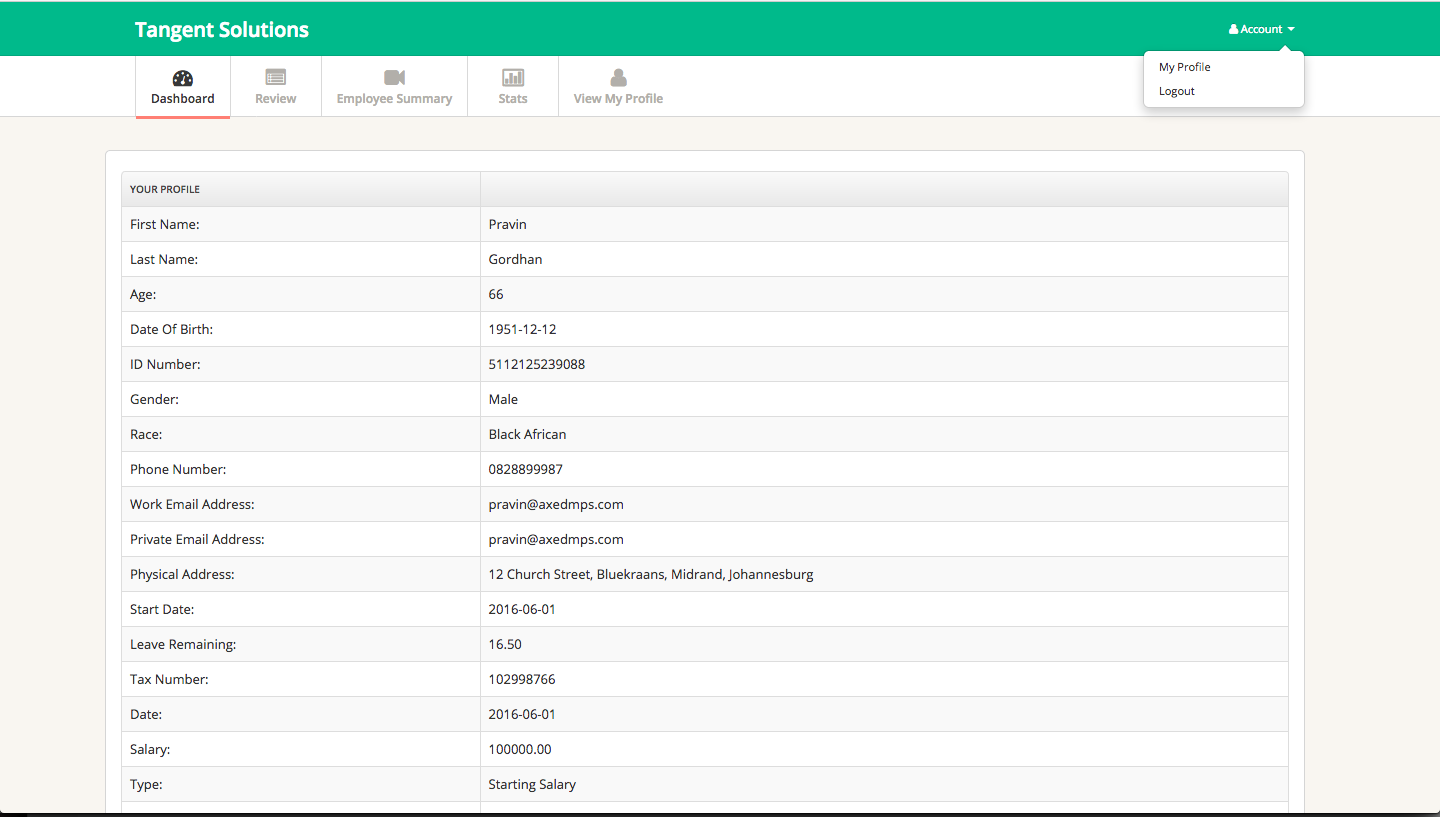 Tangent Solutions
Account
My Profile
Logout
Dashboard
Review
Employee Summary
Stats
View My Profile
YOUR PROFILE
First Name: Pravin
Last Name: Gordhan
Age: 66
Date Of Birth: 1951-12-12
ID Number: 5112125239088
Gender: Male
Race: Black African
Phone Number: 0828899987
Work Email Address: pravin@axedmps.com
Private Email Address: pravin@axedmps.com
Physical Address: 12 Church Street, Bluekraans, Midrand, Johannesburg
Start Date: 2016-06-01
Leave Remaining: 16.50
Tax Number: 102998766
Date: 2016-06-01
Salary: 100000.00
Type: Starting Salary